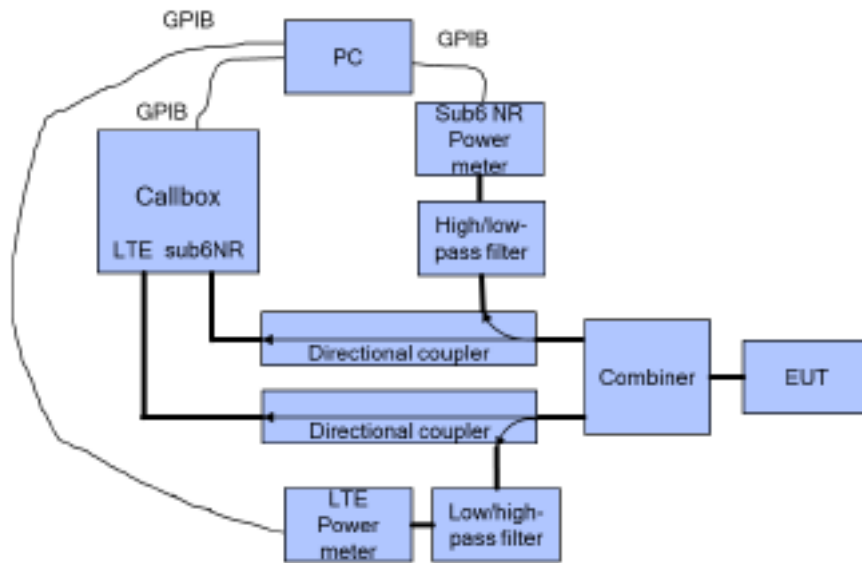 GPIB
PC
GPIB
GPIB
Sub6 NR
Power
meter
Callbox
LTE sub6NR
High/low-
pass filter
Directional coupler
Combiner
EUT
Directional coupler
LTE
Power
meter
Low/high-
pass filter